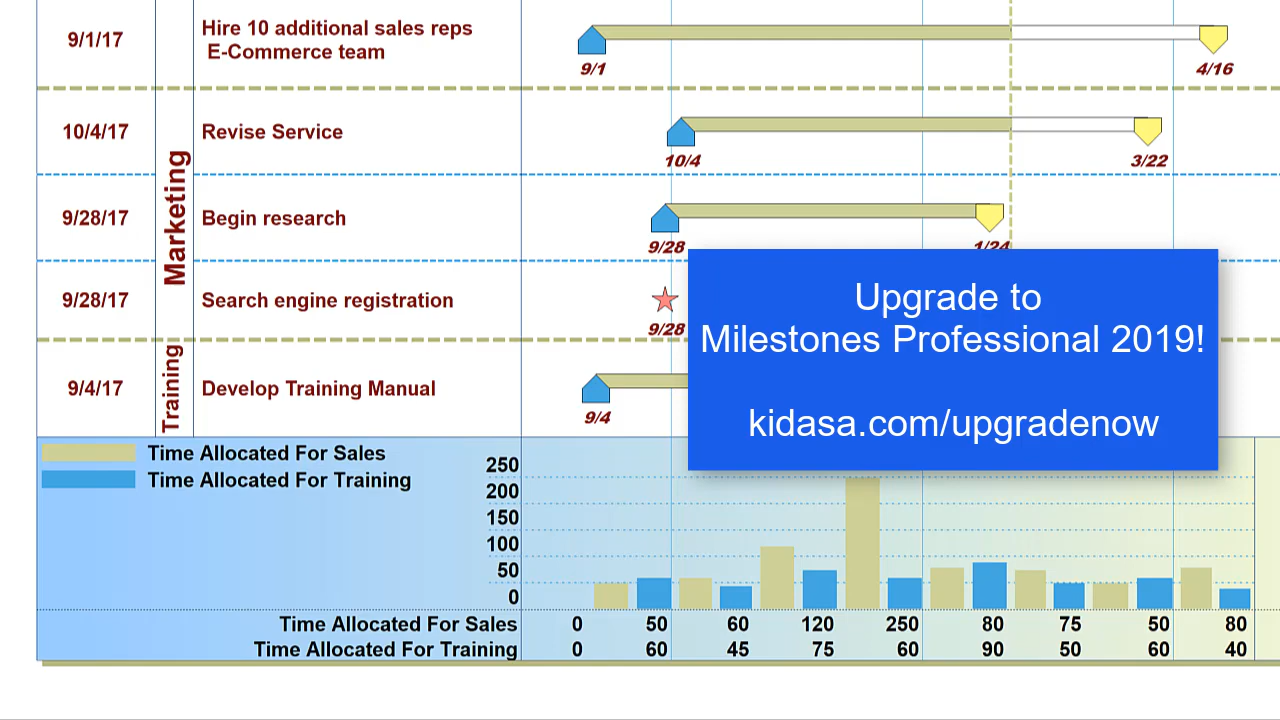 9/1/17
Hire 10 additional sales reps
E-Commerce team
9/1
4/16
10/4/17
Revise Service
10/4
3/22
Marketing
9/28/17
Begin research
9/28
1/24
9/28/17
Search engine registration
9/28
Upgrade to
Milestones Professional 2019!
kidasa.com/upgradenow
Training
9/4/17
Develop Training Manual
9/4
Time Allocated For Sales
Time Allocated For Training
250
200
150
100
50
0
Time Allocated For Sales 0 50 60 120 250 80 75 50 80
Time Allocated For Training 0 60 45 75 60 90 50 60 40